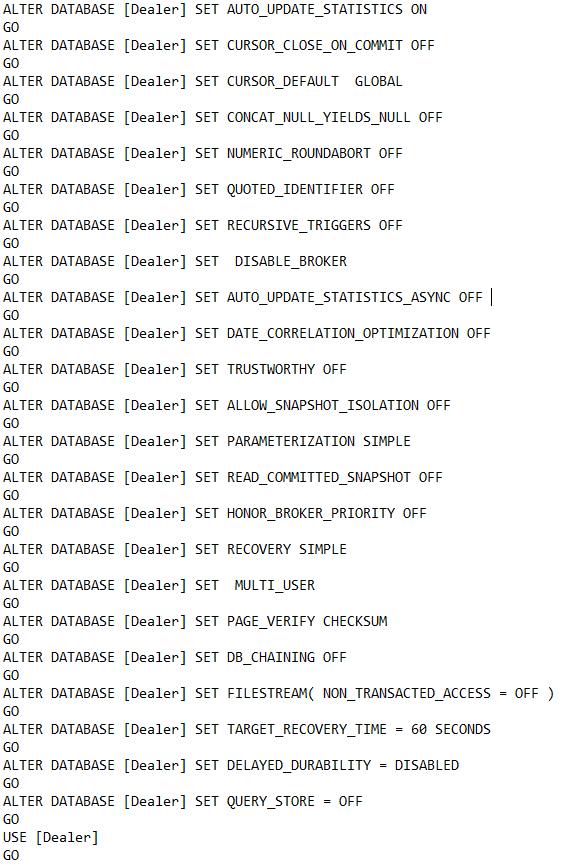 ALTER DATABASE [Dealer] SET AUTO_UPDATE_STATISTICS ON
GO
ALTER DATABASE [Dealer] SET CURSOR_CLOSE_ON_COMMIT OFF
GO
ALTER DATABASE [Dealer] SET CURSOR_DEFAULT  GLOBAL
GO
ALTER DATABASE [Dealer] SET CONCAT_NULL_YIELDS_NULL OFF
GO
ALTER DATABASE [Dealer] SET NUMERIC_ROUNDABORT OFF
GO
ALTER DATABASE [Dealer] SET QUOTED_IDENTIFIER OFF
GO
ALTER DATABASE [Dealer] SET RECURSIVE_TRIGGERS OFF
GO
ALTER DATABASE [Dealer] SET  DISABLE_BROKER
GO
ALTER DATABASE [Dealer] SET AUTO_UPDATE_STATISTICS_ASYNC OFF
GO
ALTER DATABASE [Dealer] SET DATE_CORRELATION_OPTIMIZATION OFF
GO
ALTER DATABASE [Dealer] SET TRUSTWORTHY OFF
GO
ALTER DATABASE [Dealer] SET ALLOW_SNAPSHOT_ISOLATION OFF
GO
ALTER DATABASE [Dealer] SET PARAMETERIZATION SIMPLE
GO
ALTER DATABASE [Dealer] SET READ_COMMITTED_SNAPSHOT OFF
GO
ALTER DATABASE [Dealer] SET HONOR_BROKER_PRIORITY OFF
GO
ALTER DATABASE [Dealer] SET RECOVERY SIMPLE
GO
ALTER DATABASE [Dealer] SET  MULTI_USER
GO
ALTER DATABASE [Dealer] SET PAGE_VERIFY CHECKSUM
GO
ALTER DATABASE [Dealer] SET DB_CHAINING OFF
GO
ALTER DATABASE [Dealer] SET FILESTREAM( NON_TRANSACTED_ACCESS = OFF )
GO
ALTER DATABASE [Dealer] SET TARGET_RECOVERY_TIME = 60 SECONDS
GO
ALTER DATABASE [Dealer] SET DELAYED_DURABILITY = DISABLED
GO
ALTER DATABASE [Dealer] SET QUERY_STORE = OFF
GO
USE [Dealer]
GO